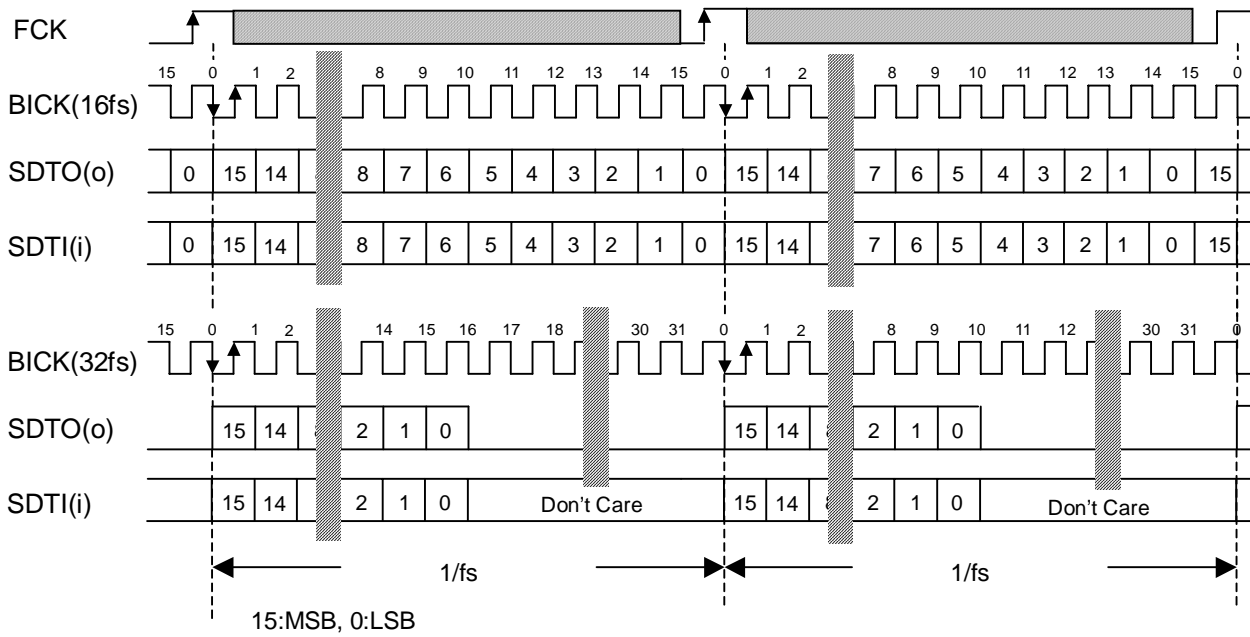 FCK
15 0 1 2 8 9 10 11 12 13 14 15 0 1 2 8 9 10 11 12 13 14 15 0
BICK(16fs)
SDTO(o) 0 15 14 8 7 6 5 4 3 2 1 0 15 14 7 6 5 4 3 2 1 0 15
SDTI(i) 0 15 14 8 7 6 5 4 3 2 1 0 15 14 7 6 5 4 3 2 1 0 15
15 0 1 2 14 15 16 17 18 30 31 0 1 2 8 9 10 11 12 30 31 0
BICK(32fs)
SDTO(o) 15 14 2 1 0 15 14 2 1 0
SDTI(i) 15 14 2 1 0 Don't Care 15 14 2 1 0 Don't Care
1/fs 1/fs
15:MSB, 0:LSB